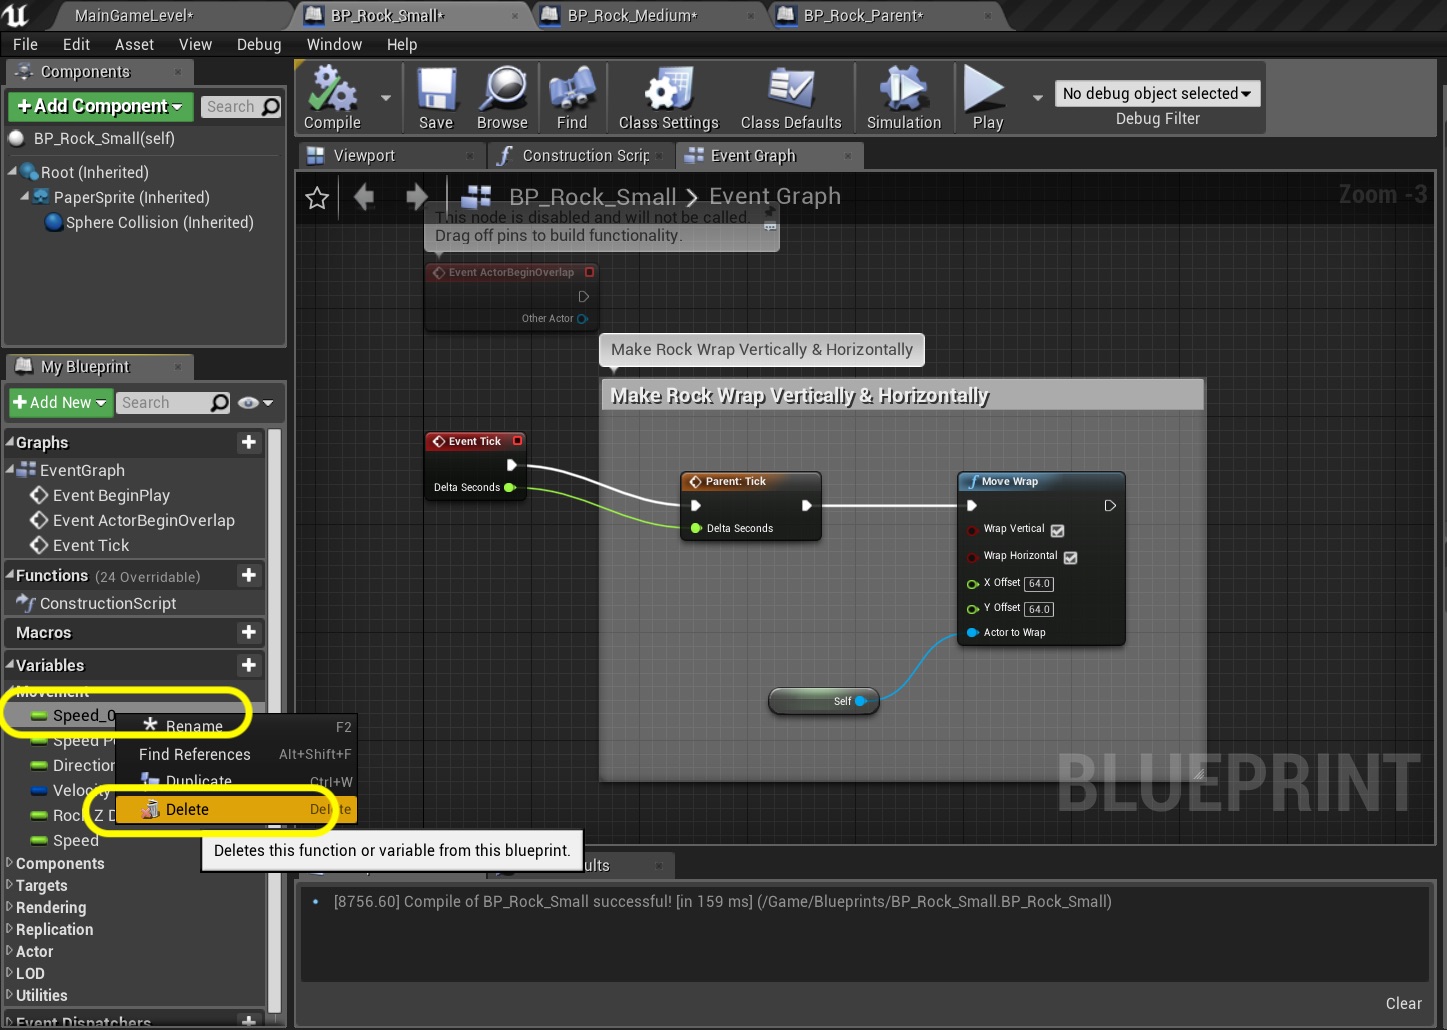 MainGameLevel*
BP_Rock_Small*
BP_Rock_Medium*
BP_Rock_Parent*
File Edit Asset View Debug Window Help
Components
+Add Component
Search
BP_Rock_Small(self)
Root (Inherited)
PaperSprite (Inherited)
Sphere Collision (Inherited)
Compile
Save
Browse
Find
Class Settings
Class Defaults
Simulation
Play
No debug object selected
Debug Filter
Viewport
Construction Scrip
Event Graph
BP_Rock_Small > Event Graph
Zoom -3
This node is disabled and will not be called.
Drag off pins to build functionality.
Event ActorBeginOverlap
Other Actor
Make Rock Wrap Vertically & Horizontally
Make Rock Wrap Vertically & Horizontally
Event Tick
Delta Seconds
Parent: Tick
Delta Seconds
Move Wrap
Wrap Vertical
Wrap Horizontal
X Offset 64.0
Y Offset 64.0
Actor to Wrap
Self
BLUEPRINT
My Blueprint
+Add New
Search
Graphs
EventGraph
Event BeginPlay
Event ActorBeginOverlap
Event Tick
Functions (24 Overridable)
ConstructionScript
Macros
Variables
Movement
Speed_0
Speed
Direction
Velocity
Rock Z D
Speed
Components
Targets
Rendering
Replication
Actor
LOD
Utilities
Event Dispatchers
Rename F2
Find References Alt+Shift+F
Duplicate Ctrl+W
Delete Delete
Deletes this function or variable from this blueprint.
ults
[8756.60] Compile of BP_Rock_Small successful! [in 159 ms] (/Game/Blueprints/BP_Rock_Small.BP_Rock_Small)
Clear